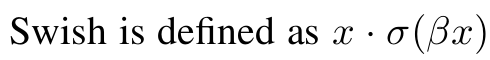 Swish is defined as x · σ(βx)